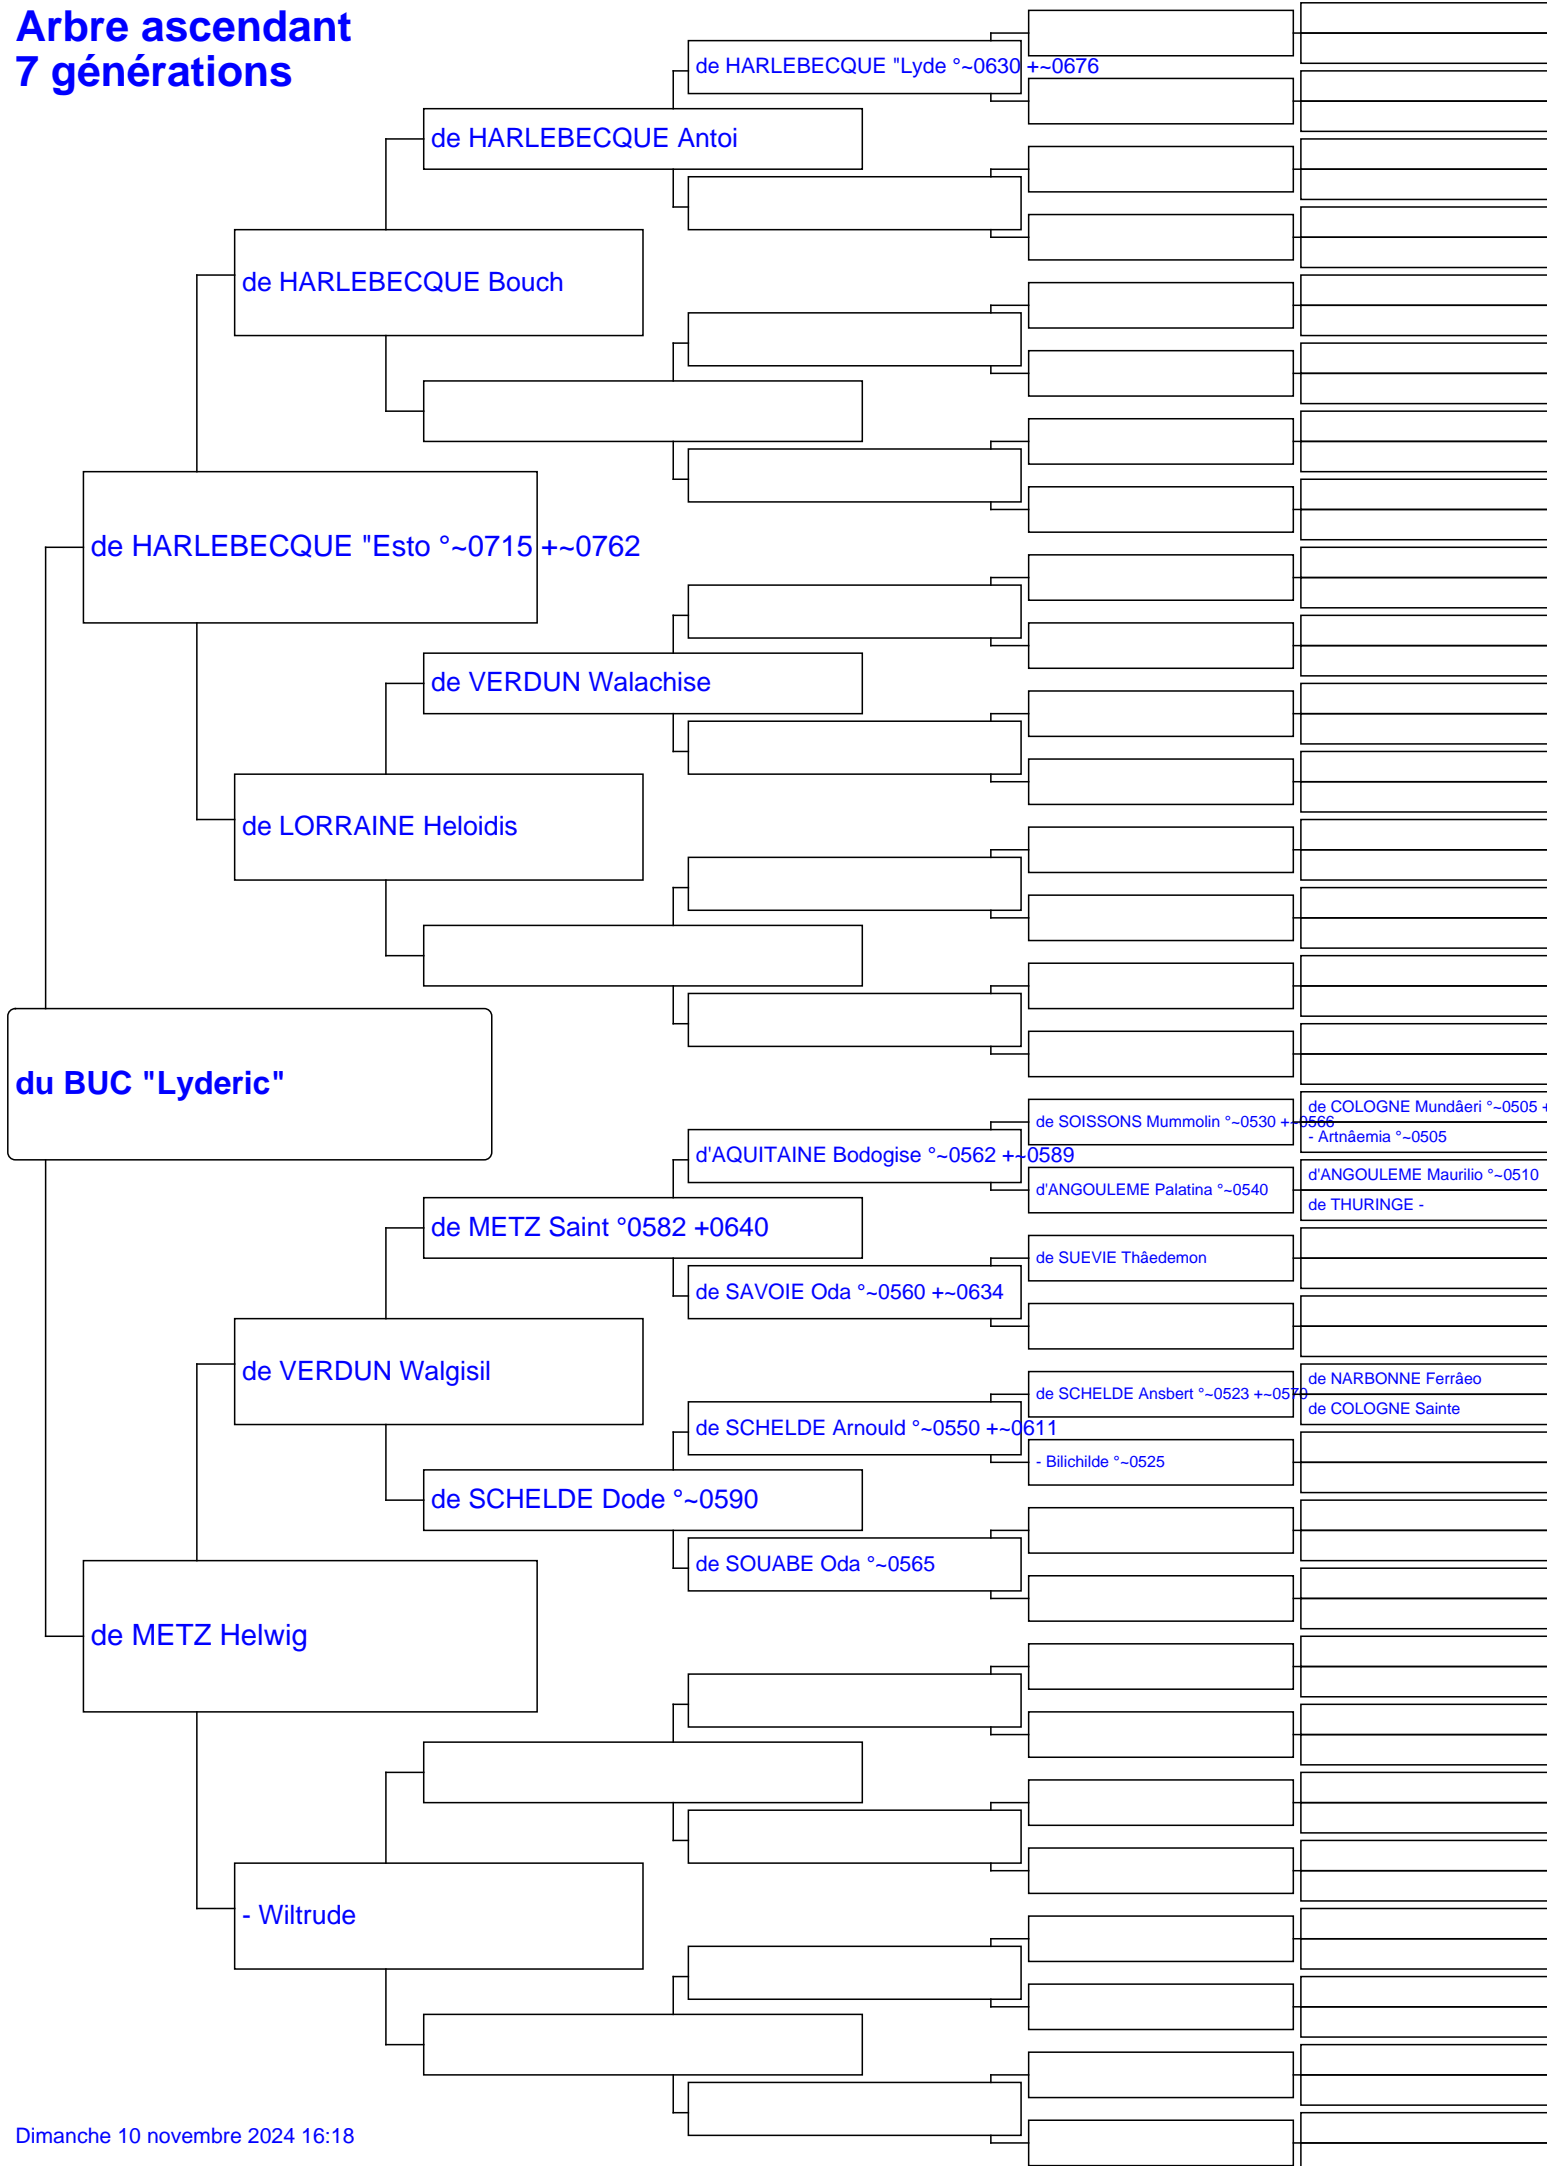 Arbre ascendant
7 générations
de HARLEBECQUE "Lyde °~0630 +~0676
de HARLEBECQUE Antoi
de HARLEBECQUE Bouch
de HARLEBECQUE "Esto °~0715 +~0762
de VERDUN Walachise
de LORRAINE Heloidis
du BUC "Lyderic"
de COLOGNE Mundâeri °~0505 +
de SOISSONS Mummolin °~0530 +~0566
- Artnâemia °~0505
d'AQUITAINE Bodogise °~0562 +~0589
d'ANGOULEME Maurilio °~0510
d'ANGOULEME Palatina °~0540
de THURINGE -
de METZ Saint °0582 +0640
de SUEVIE Thâedemon
de SAVOIE Oda °~0560 +~0634
de VERDUN Walgisil
de NARBONNE Ferrâeo
de SCHELDE Ansbert °~0523 +~0570
de COLOGNE Sainte
de SCHELDE Arnould °~0550 +~0611
- Bilichilde °~0525
de SCHELDE Dode °~0590
de SOUABE Oda °~0565
de METZ Helwig
- Wiltrude
Dimanche 10 novembre 2024 16:18